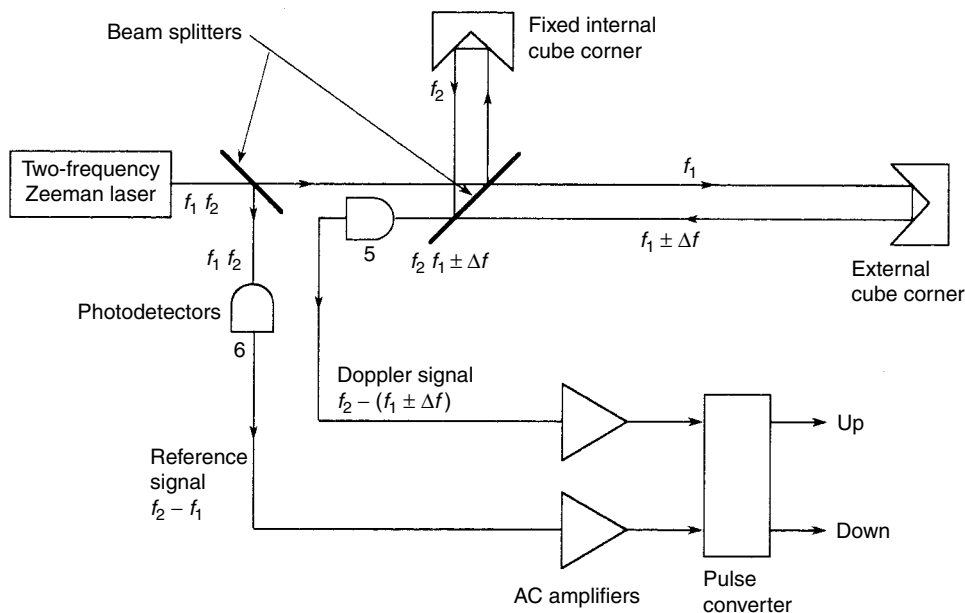 Beam splitters
Fixed internal
cube corner
f₂
Two-frequency
Zeeman laser
f₁ f₂
f₁
f₁ ± Δf
5
f₂ f₁ ± Δf
f₁ f₂
External
cube corner
Photodetectors
6
Doppler signal
f₂ − (f₁ ± Δf)
Up
Reference
signal
f₂ − f₁
Down
AC amplifiers
Pulse
converter